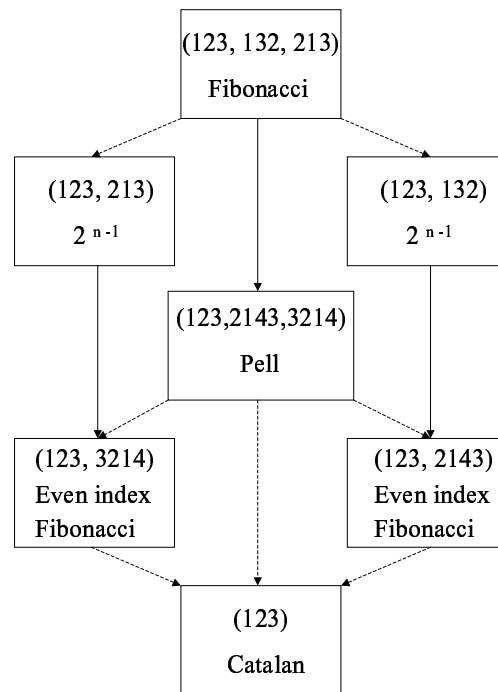 (123, 132, 213)
Fibonacci
(123, 213)
2 ⁿ⁻¹
(123, 132)
2 ⁿ⁻¹
(123,2143,3214)
Pell
(123, 3214)
Even index
Fibonacci
(123, 2143)
Even index
Fibonacci
(123)
Catalan